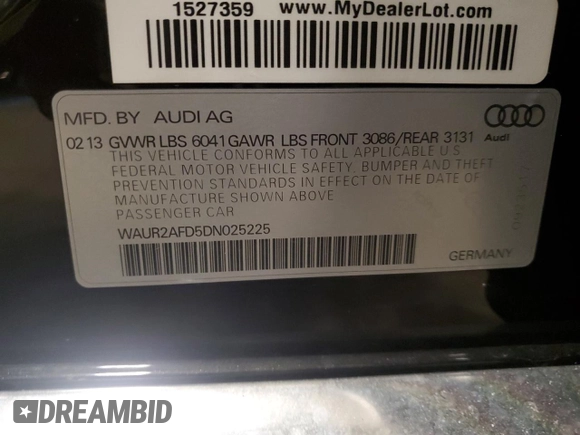 1527359 www.MyDealerLot.com
MFD. BY AUDI AG
02 13 GVWR LBS 6041 GAWR LBS FRONT 3086/REAR 3131
Audi
THIS VEHICLE CONFORMS TO ALL APPLICABLE U.S.
FEDERAL MOTOR VEHICLE SAFETY, BUMPER AND THEFT
PREVENTION STANDARDS IN EFFECT ON THE DATE OF
MANUFACTURE SHOWN ABOVE
PASSENGER CAR
WAUR2AFD5DN025225
GERMANY
DREAMBID